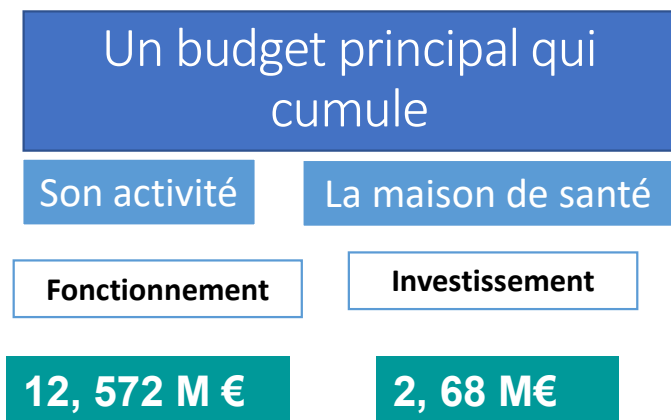 Un budget principal qui
cumule
Son activité
La maison de santé
Fonctionnement
Investissement
12, 572 M €
2, 68 M€